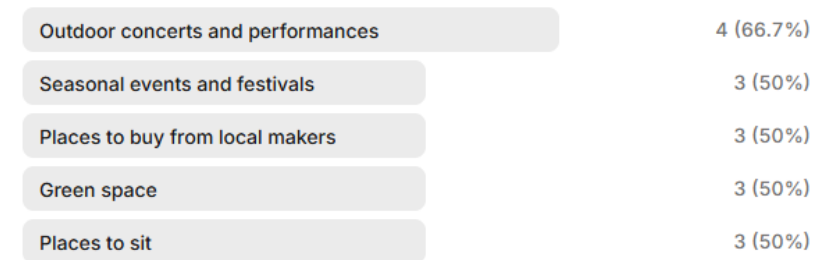 Outdoor concerts and performances 4 (66.7%)
Seasonal events and festivals 3 (50%)
Places to buy from local makers 3 (50%)
Green space 3 (50%)
Places to sit 3 (50%)